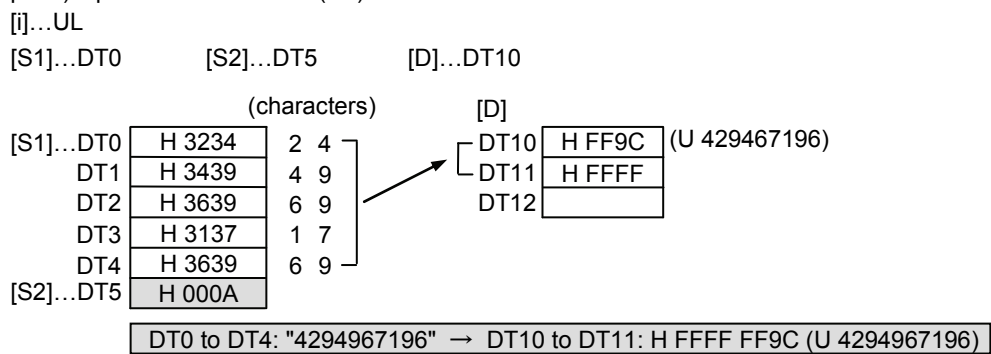 [i]…UL
[S1]…DT0 [S2]…DT5 [D]…DT10
(characters) [D]
[S1]…DT0 H 3234 2 4 DT10 H FF9C (U 429467196)
DT1 H 3439 4 9 DT11 H FFFF
DT2 H 3639 6 9 DT12
DT3 H 3137 1 7
DT4 H 3639 6 9
[S2]…DT5 H 000A
DT0 to DT4: "4294967196" → DT10 to DT11: H FFFF FF9C (U 4294967196)